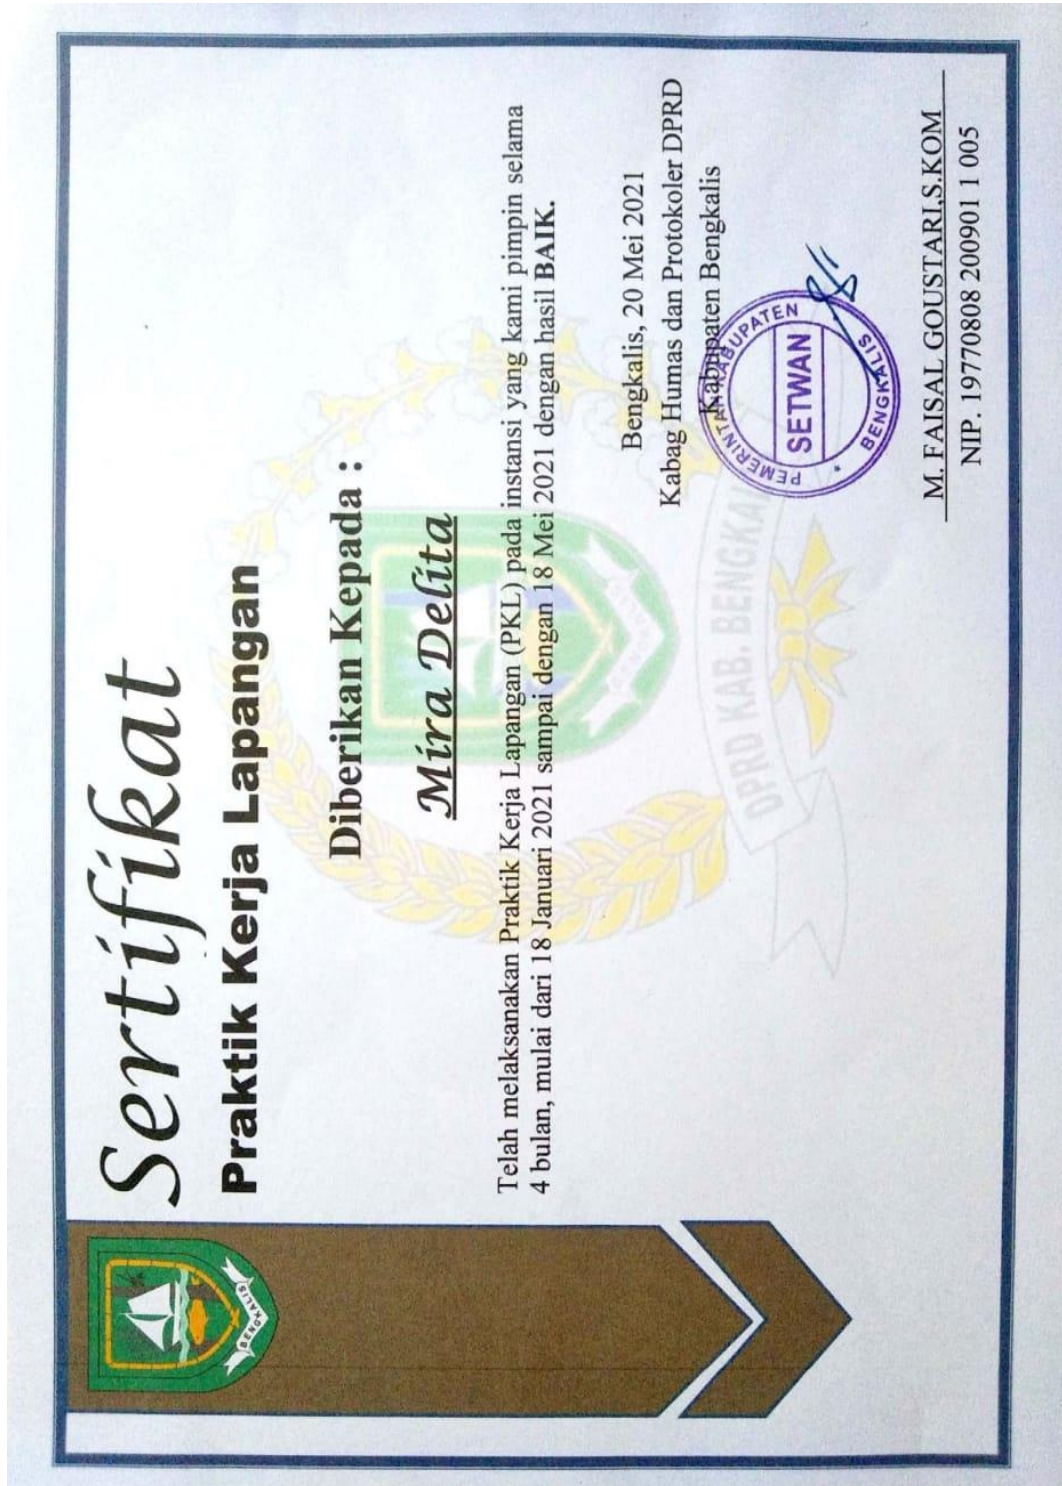 Sertifikat
Praktik Kerja Lapangan
Diberikan Kepada :
Mira Delita
Telah melaksanakan Praktik Kerja Lapangan (PKL) pada instansi yang kami pimpin selama
4 bulan, mulai dari 18 Januari 2021 sampai dengan 18 Mei 2021 dengan hasil BAIK.
Bengkalis, 20 Mei 2021
Kabag Humas dan Protokoler DPRD
Kabupaten Bengkalis
PEMERINTAH KABUPATEN
SETWAN
BENGKALIS
M. FAISAL GOUSTARI,S.KOM
NIP. 19770808 200901 1 005
BENGKALIS
BENGKALIS
DPRD KAB. BENGKALIS